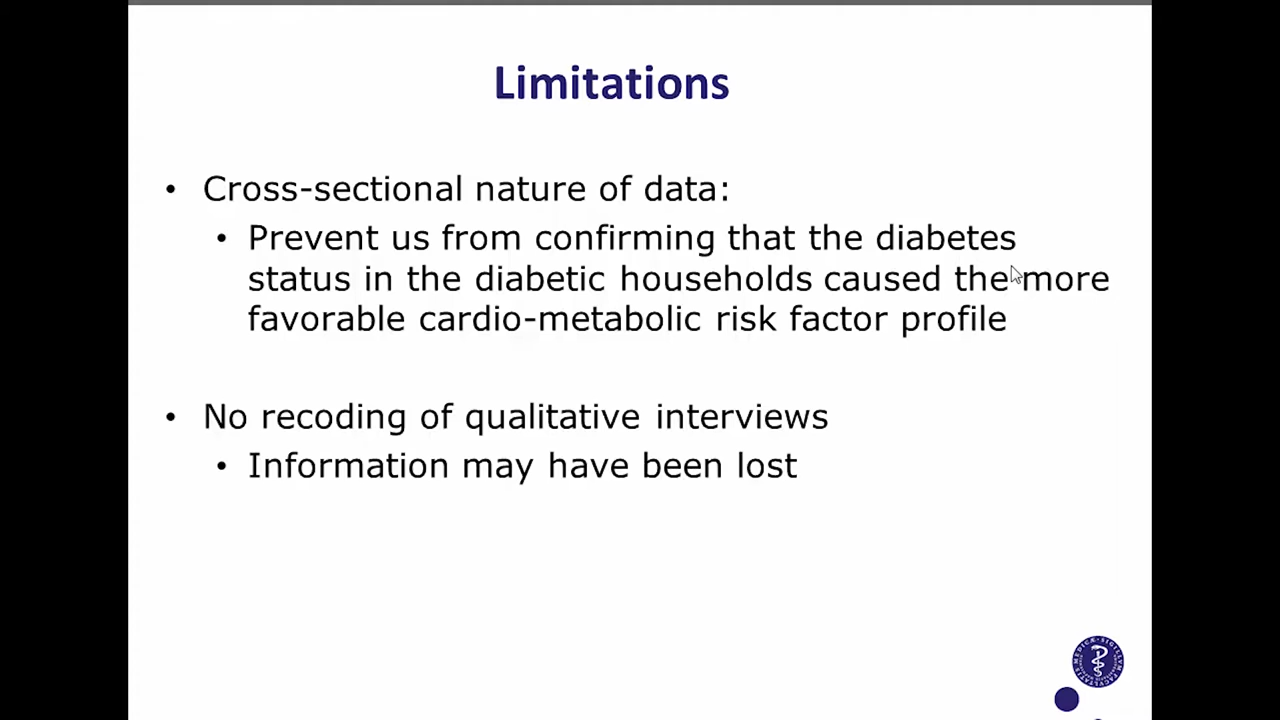 Limitations
• Cross-sectional nature of data:
• Prevent us from confirming that the diabetes
status in the diabetic households caused the more
favorable cardio-metabolic risk factor profile
• No recoding of qualitative interviews
• Information may have been lost